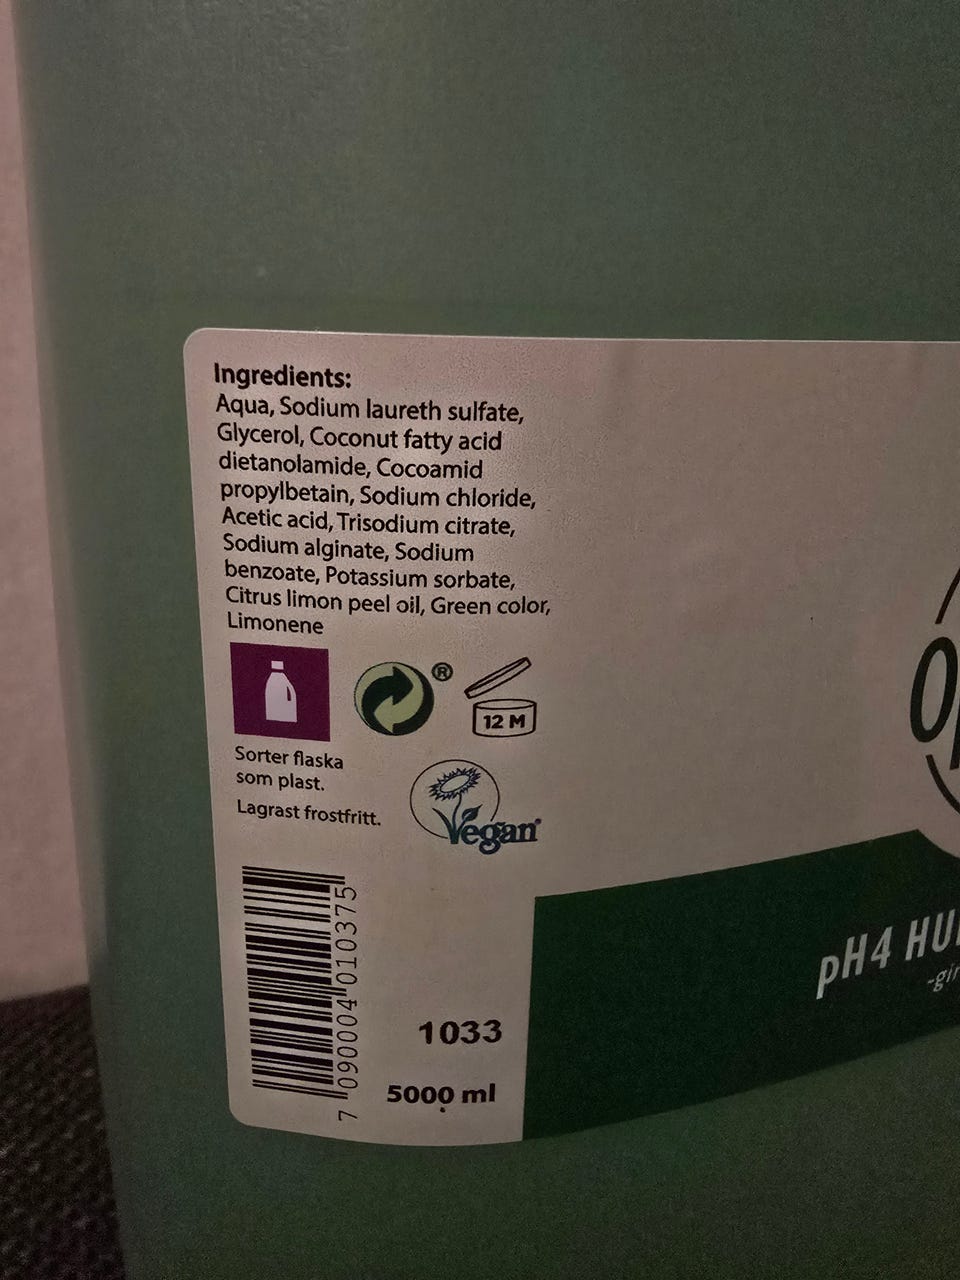 Ingredients:
Aqua, Sodium laureth sulfate,
Glycerol, Coconut fatty acid
dietanolamide, Cocoamid
propylbetain, Sodium chloride,
Acetic acid, Trisodium citrate,
Sodium alginate, Sodium
benzoate, Potassium sorbate,
Citrus limon peel oil, Green color,
Limonene
®
12 M
Sorter flaska
som plast.
Lagrast frostfritt.
Vegan
7 090004 010375
1033
5000 ml
pH4